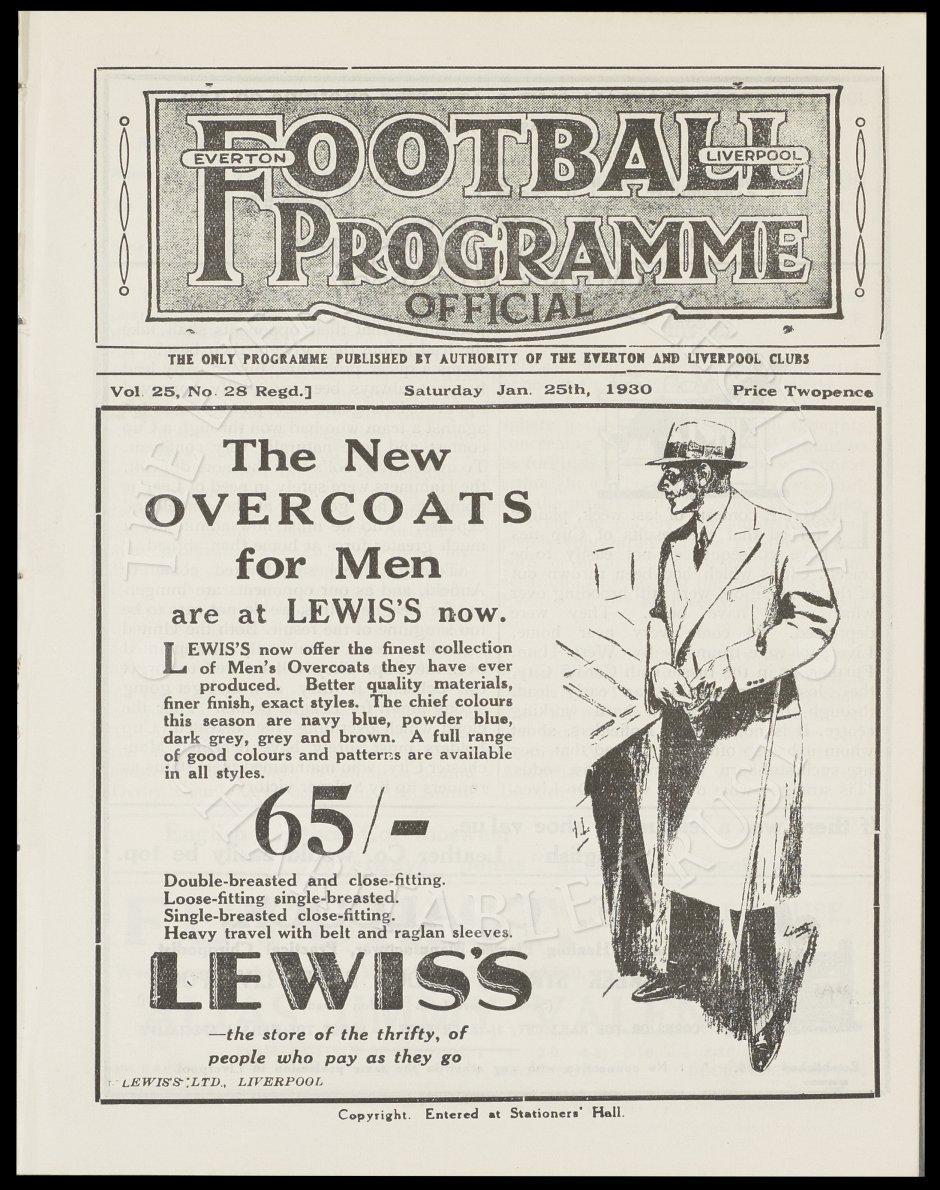 FOOTBALL
EVERTON
LIVERPOOL
PROGRAMME
OFFICIAL
THE ONLY PROGRAMME PUBLISHED BY AUTHORITY OF THE EVERTON AND LIVERPOOL CLUBS
Vol. 25, No. 28 Regd.] Saturday Jan. 25th, 1930 Price Twopence
The New
OVERCOATS
for Men
are at LEWIS'S now.
LEWIS'S now offer the finest collection
of Men's Overcoats they have ever
produced. Better quality materials,
finer finish, exact styles. The chief colours
this season are navy blue, powder blue,
dark grey, grey and brown. A full range
of good colours and patterns are available
in all styles.
65/-
Double-breasted and close-fitting.
Loose-fitting single-breasted.
Single-breasted close-fitting.
Heavy travel with belt and raglan sleeves.
LEWIS'S
—the store of the thrifty, of
people who pay as they go
LEWIS'S LTD., LIVERPOOL
Copyright. Entered at Stationers' Hall.